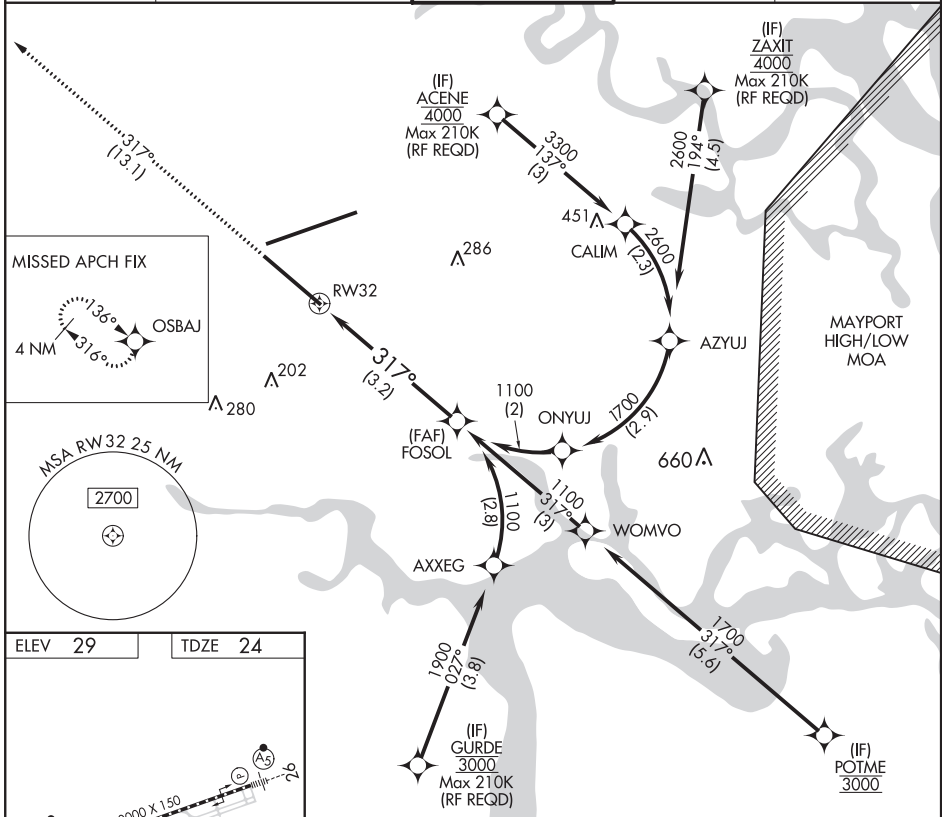 (IF)
ZAXIT
4000
Max 210K
(RF REQD)
(IF)
ACENE
4000
Max 210K
(RF REQD)
317°
(13.1)
3300
137°
(3)
2600
194°
(4.5)
451
CALIM
2600
(2.3)
286
MISSED APCH FIX
136°
OSBAJ
4 NM
316°
RW32
AZYUJ
MAYPORT
HIGH/LOW
MOA
317°
(3.2)
202
280
1100
(2)
ONYUJ
1700
(2.9)
(FAF)
FOSOL
660
MSA RW32 25 NM
2700
1100
(2.8)
1100
317°
(3)
WOMVO
AXXEG
1700
317°
(5.6)
1900
027°
(3.8)
ELEV 29
TDZE 24
(IF)
GURDE
3000
Max 210K
(RF REQD)
(IF)
POTME
3000
P
A5
26
000 X 150